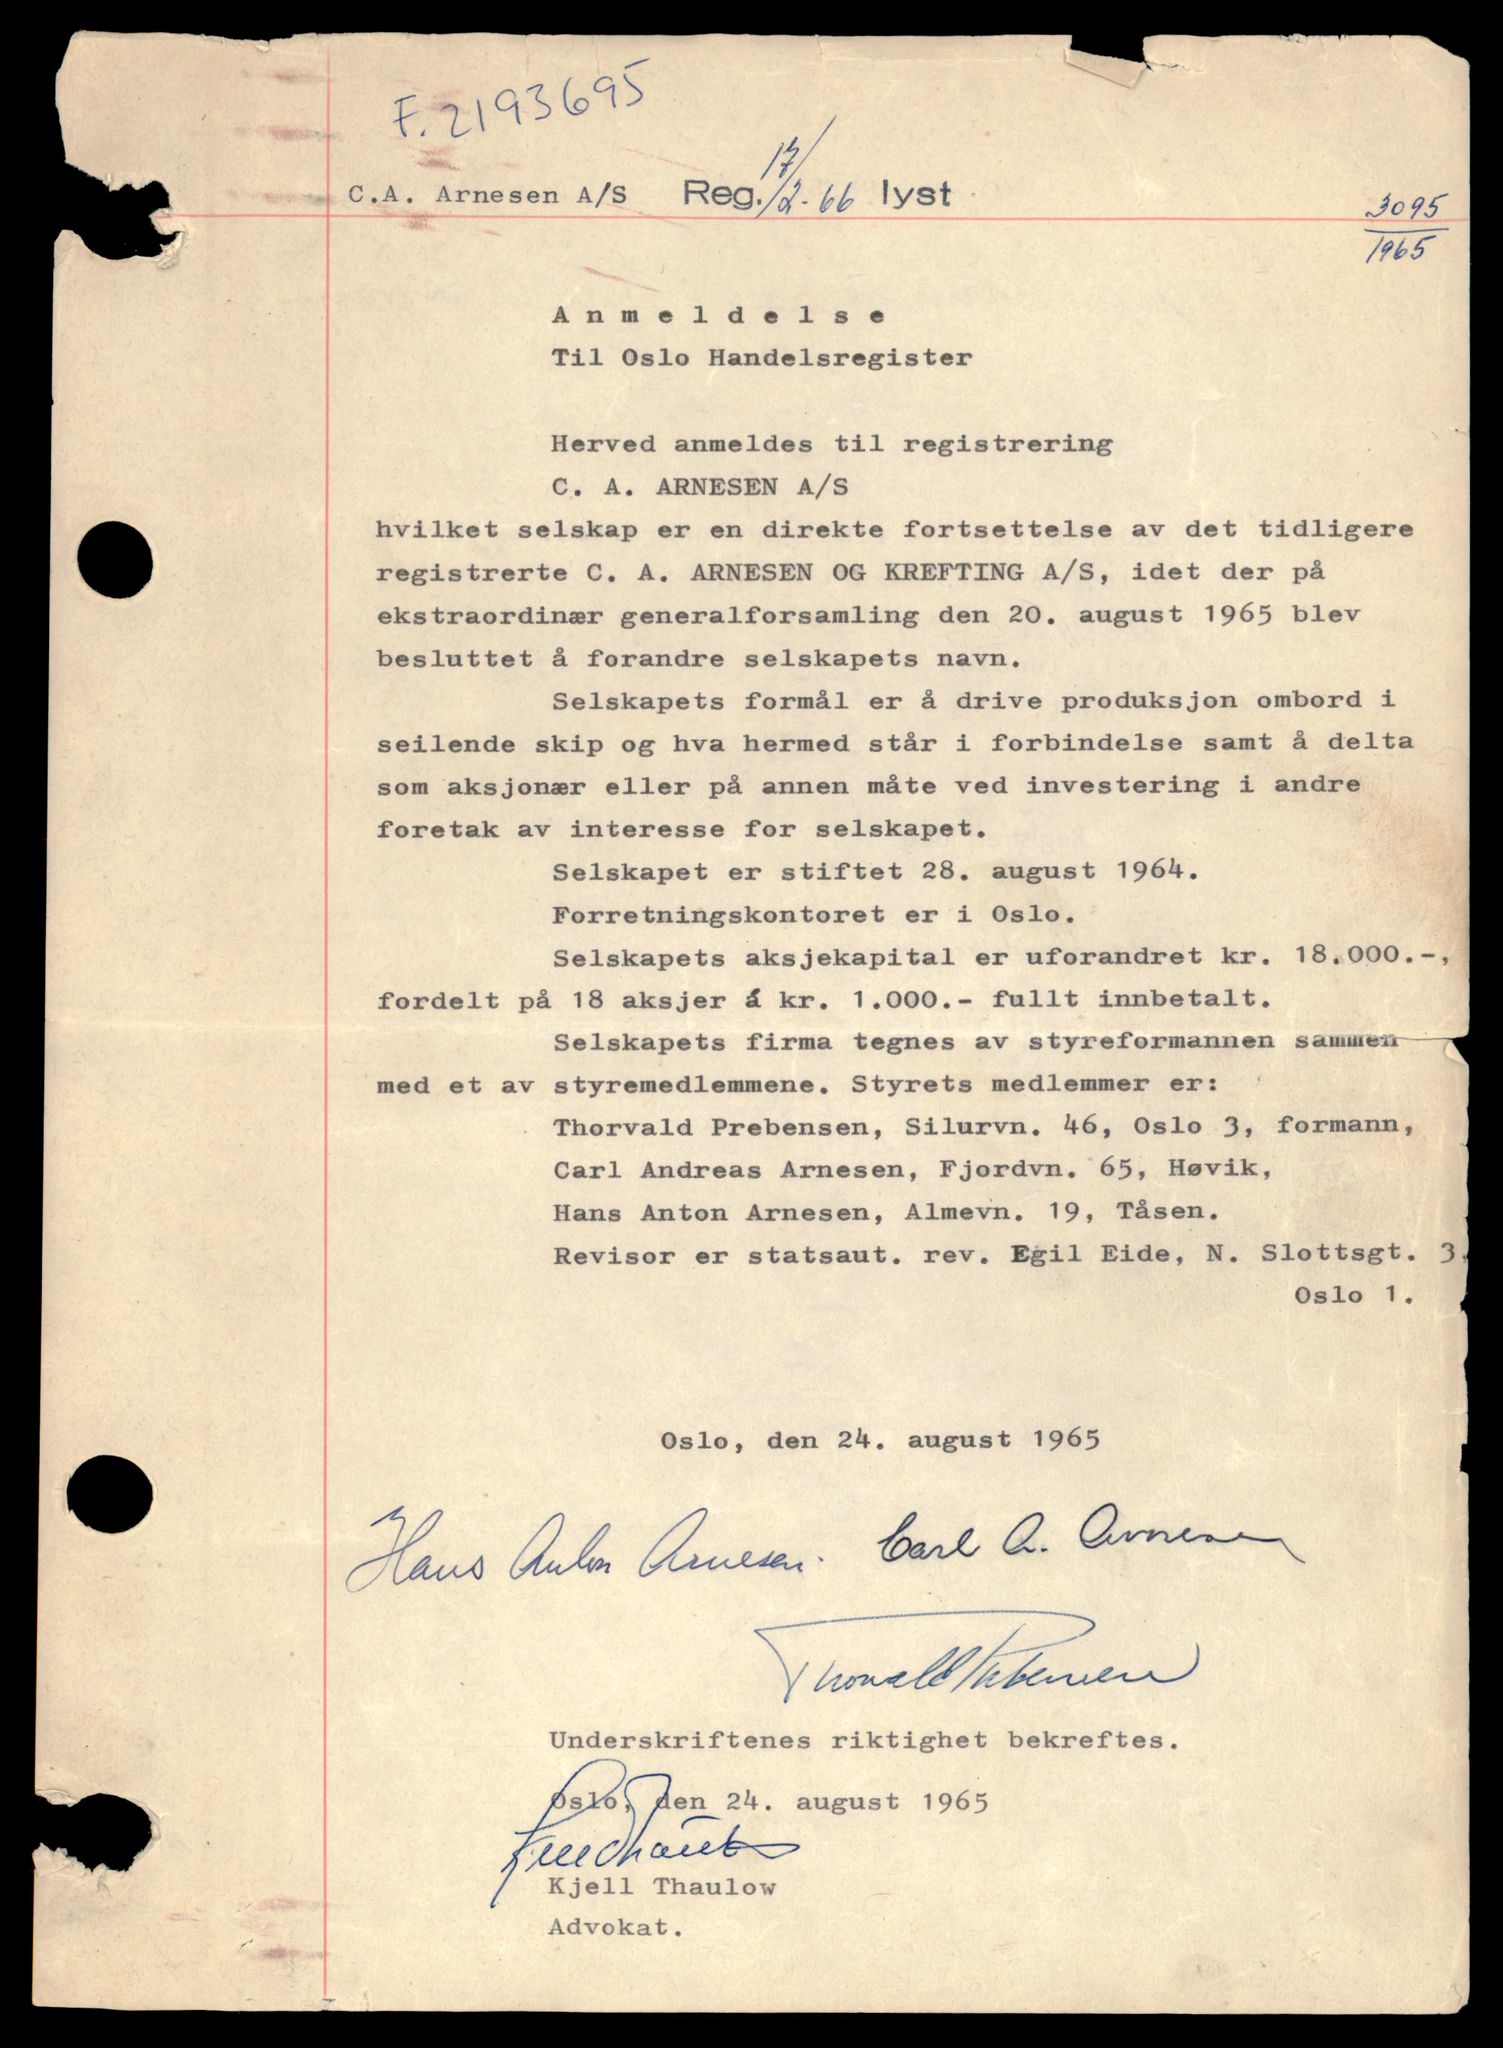 F. 2193695
C.A. Arnesen A/S Reg. 17/2-66 lyst
3095
1965
Anmeldelse
Til Oslo Handelsregister
Herved anmeldes til registrering
C. A. ARNESEN A/S
hvilket selskap er en direkte fortsettelse av det tidligere
registrerte C. A. ARNESEN OG KREFTING A/S, idet der på
ekstraordinær generalforsamling den 20. august 1965 blev
besluttet å forandre selskapets navn.
Selskapets formål er å drive produksjon ombord i
seilende skip og hva hermed står i forbindelse samt å delta
som aksjonær eller på annen måte ved investering i andre
foretak av interesse for selskapet.
Selskapet er stiftet 28. august 1964.
Forretningskontoret er i Oslo.
Selskapets aksjekapital er uforandret kr. 18.000.-,
fordelt på 18 aksjer á kr. 1.000.- fullt innbetalt.
Selskapets firma tegnes av styreformannen sammen
med et av styremedlemmene. Styrets medlemmer er:
Thorvald Prebensen, Silurvn. 46, Oslo 3, formann,
Carl Andreas Arnesen, Fjordvn. 65, Høvik,
Hans Anton Arnesen, Almevn. 19, Tåsen.
Revisor er statsaut. rev. Egil Eide, N. Slottsgt. 3,
Oslo 1.
Oslo, den 24. august 1965
Hans Anton Arnesen. Carl A. Arnesen
Thorvald Prebensen
Underskriftenes riktighet bekreftes.
Oslo, den 24. august 1965
Kjell Thaulow
Kjell Thaulow
Advokat.